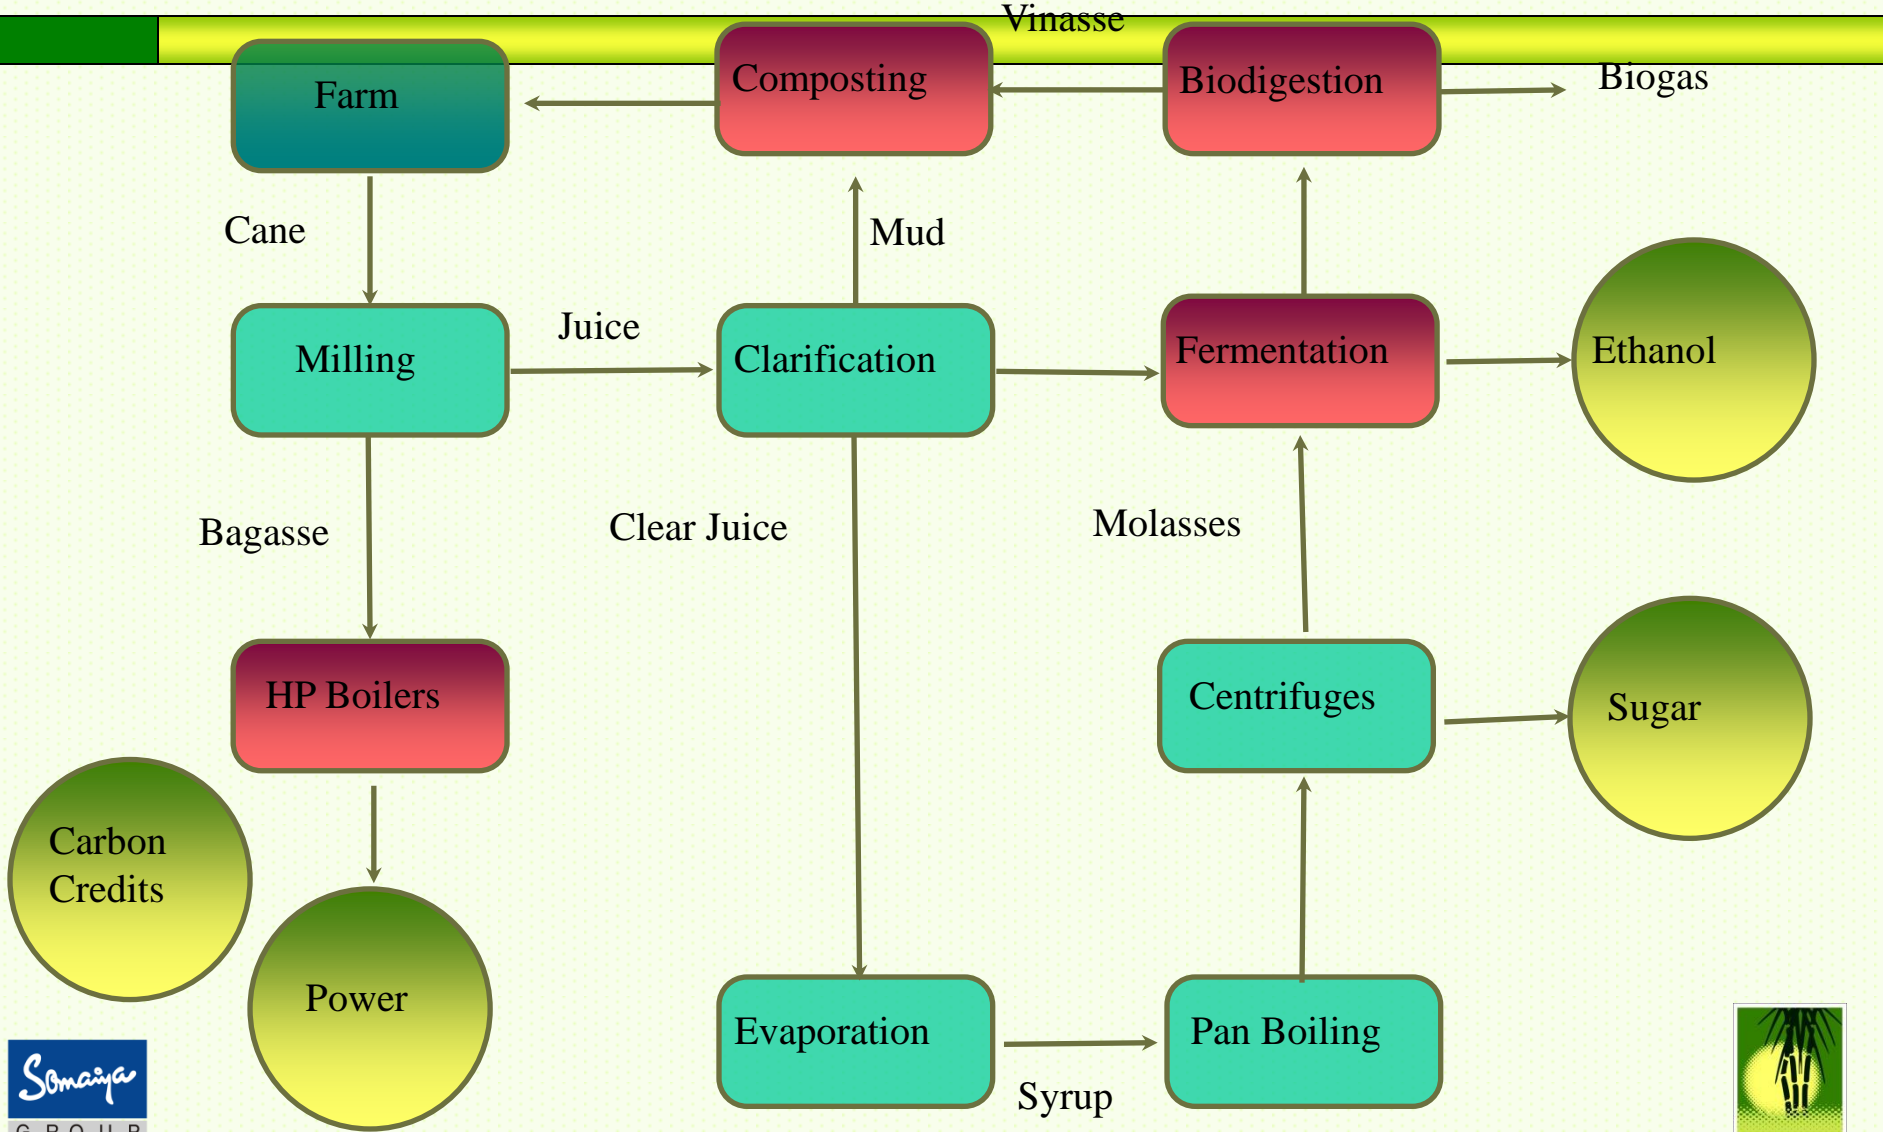 Vinasse
Farm
Composting
Biodigestion
Biogas
Cane
Mud
Milling
Juice
Clarification
Fermentation
Ethanol
Bagasse
Clear Juice
Molasses
HP Boilers
Centrifuges
Sugar
Carbon
Credits
Power
Evaporation
Pan Boiling
Syrup
Somaiya
GROUP